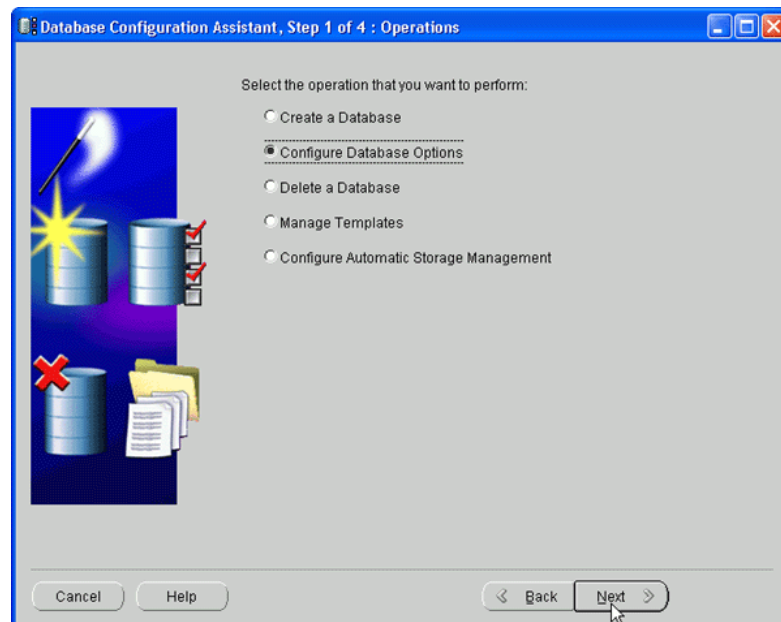 Database Configuration Assistant, Step 1 of 4 : Operations
Select the operation that you want to perform:
Create a Database
Configure Database Options
Delete a Database
Manage Templates
Configure Automatic Storage Management
Cancel
Help
Back
Next